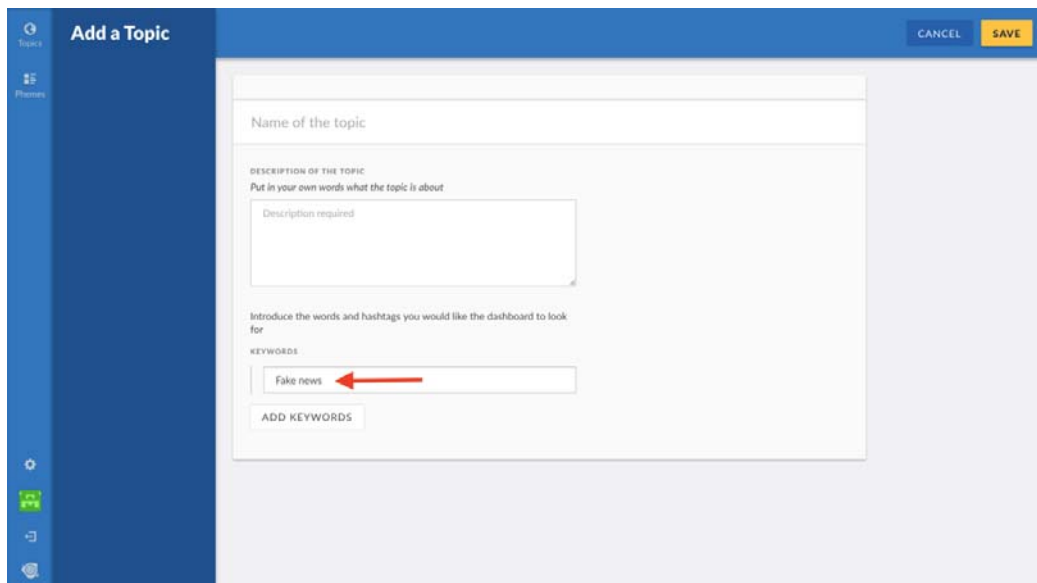 Topics
Add a Topic
CANCEL
SAVE
Phemes
Name of the topic
DESCRIPTION OF THE TOPIC
Put in your own words what the topic is about
Description required
Introduce the words and hashtags you would like the dashboard to look
for
KEYWORDS
Fake news
ADD KEYWORDS